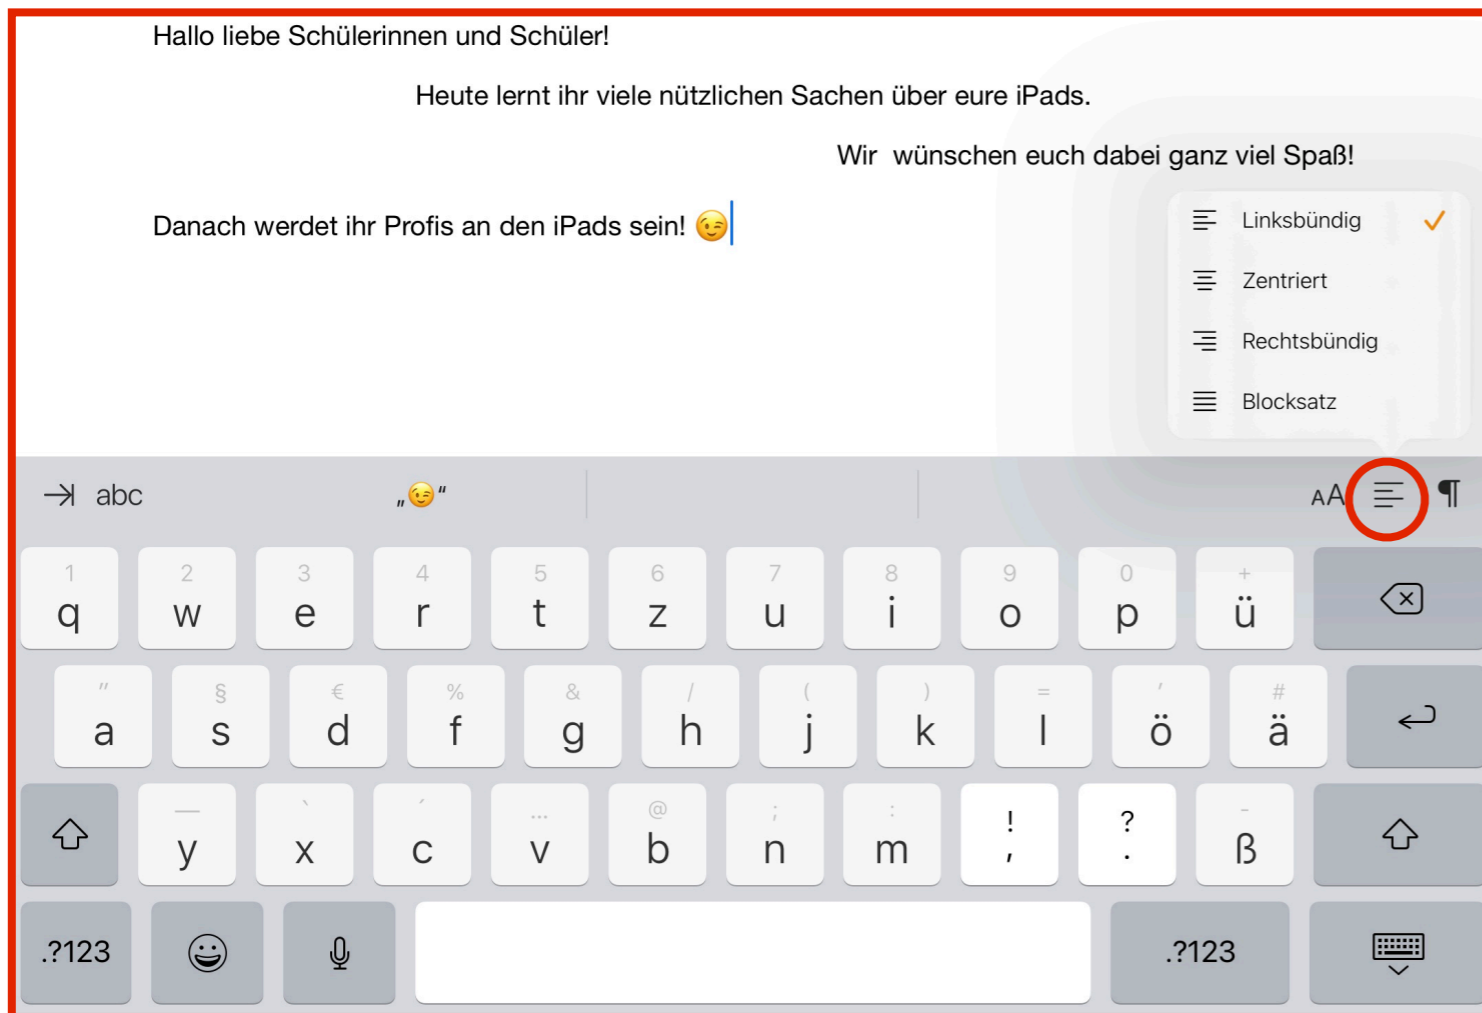 Hallo liebe Schülerinnen und Schüler!
Heute lernt ihr viele nützlichen Sachen über eure iPads.
Wir  wünschen euch dabei ganz viel Spaß!
Danach werdet ihr Profis an den iPads sein! 😉
Linksbündig ✓
Zentriert
Rechtsbündig
Blocksatz
abc „😉“ AA ¶
1 2 3 4 5 6 7 8 9 0 +
q w e r t z u i o p ü
" § € % & / ( ) = ' #
a s d f g h j k l ö ä
— ` ´ ... @ ; : ! ? -
y x c v b n m , . ß
.?123 .?123